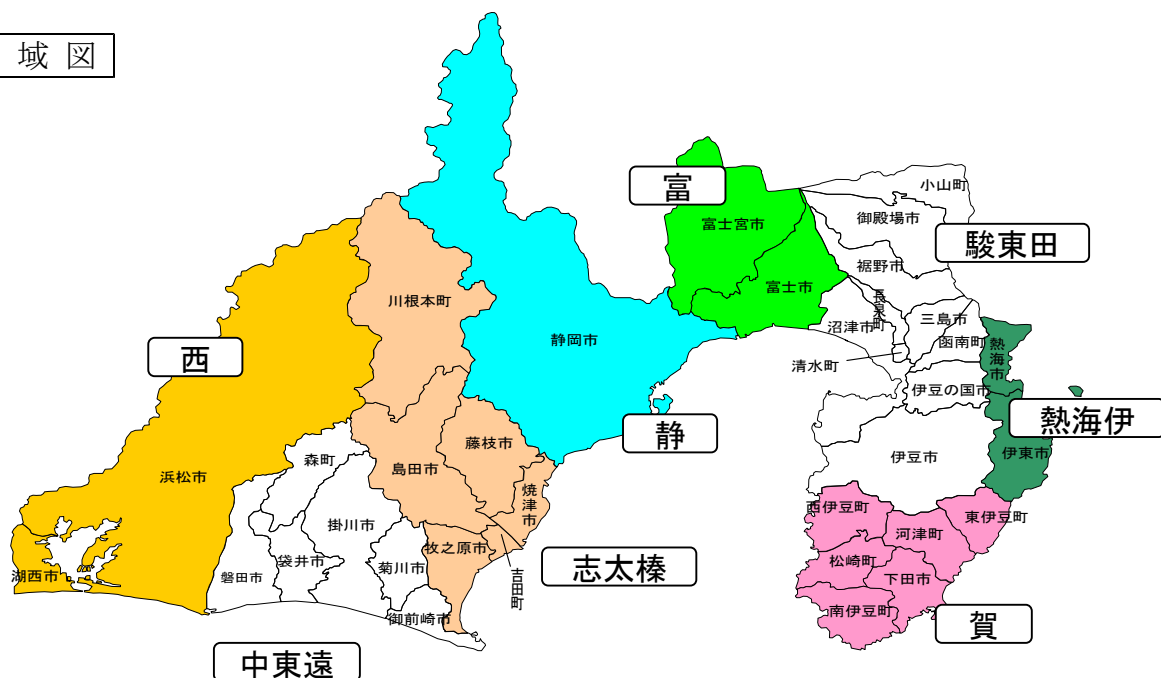 域図
富
小山町
富士宮市
御殿場市
駿東田
裾野市
富士市
長泉町
川根本町
三島市
沼津市
函南町
熱海市
静岡市
西
清水町
伊豆の国市
熱海伊
静
藤枝市
伊東市
森町
島田市
伊豆市
浜松市
焼津市
西伊豆町
東伊豆町
掛川市
河津町
牧之原市
袋井市
松崎町
志太榛
菊川市
湖西市
磐田市
下田市
吉田町
南伊豆町
御前崎市
賀
中東遠